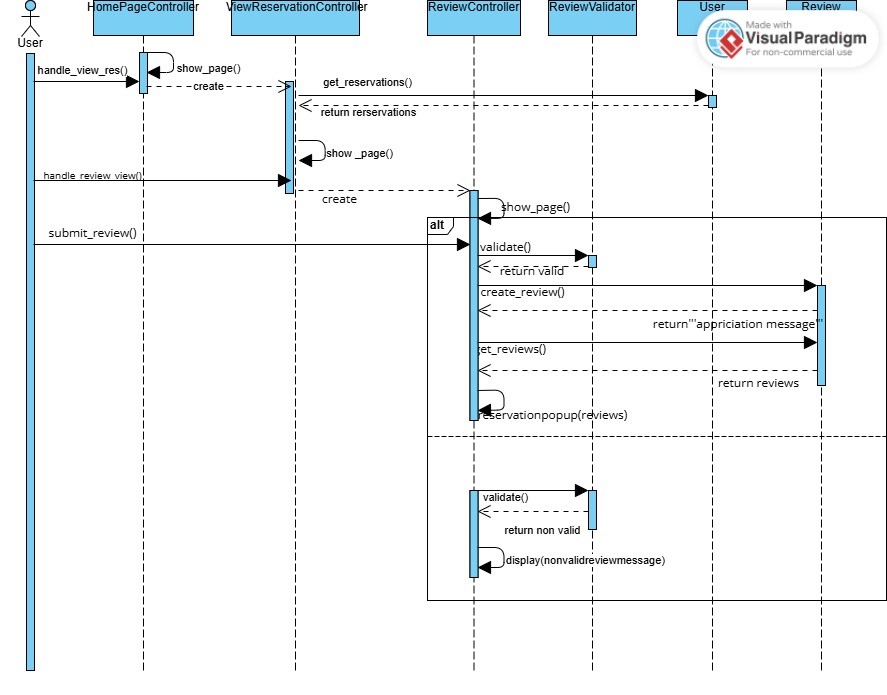 HomePageController
ViewReservationController
ReviewController
ReviewValidator
User
Review
Made with
VisualParadigm
For non-commercial use
User
handle_view_res()
show_page()
create
get_reservations()
return rerservations
show _page()
handle_review_view()
create
show_page()
alt
submit_review()
validate()
return valid
create_review()
return"'appriciation message"'
get_reviews()
return reviews
reservationpopup(reviews)
validate()
return non valid
display(nonvalidreviewmessage)